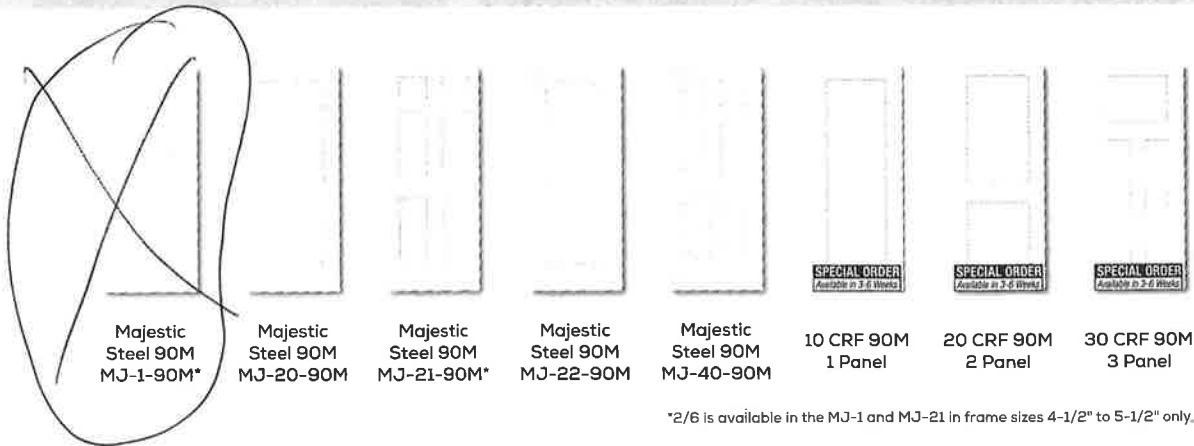 SPECIAL ORDER
Available in 3-6 Weeks
SPECIAL ORDER
Available in 3-6 Weeks
SPECIAL ORDER
Available in 3-6 Weeks
Majestic
Steel 90M
MJ-1-90M*
Majestic
Steel 90M
MJ-20-90M
Majestic
Steel 90M
MJ-21-90M*
Majestic
Steel 90M
MJ-22-90M
Majestic
Steel 90M
MJ-40-90M
10 CRF 90M
1 Panel
20 CRF 90M
2 Panel
30 CRF 90M
3 Panel
*2/6 is available in the MJ-1 and MJ-21 in frame sizes 4-1/2" to 5-1/2" only.